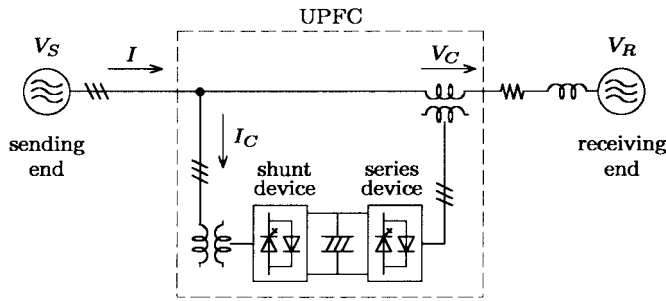 UPFC
V_S
I
V_C
V_R
sending
end
I_C
receiving
end
shunt
device
series
device